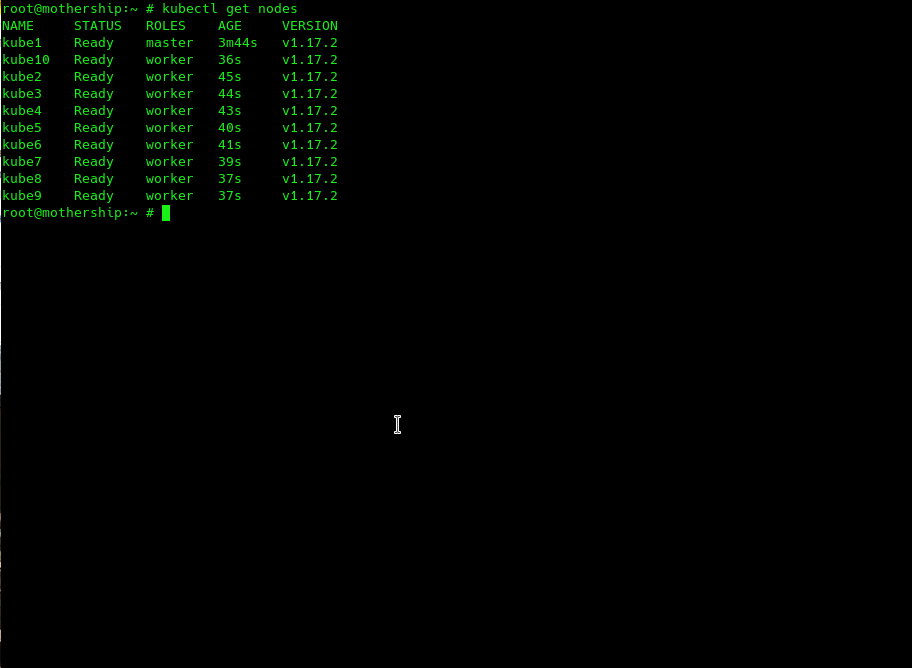 root@mothership:~ # kubectl get nodes
NAME     STATUS   ROLES    AGE     VERSION
kube1    Ready    master   3m44s   v1.17.2
kube10   Ready    worker   36s     v1.17.2
kube2    Ready    worker   45s     v1.17.2
kube3    Ready    worker   44s     v1.17.2
kube4    Ready    worker   43s     v1.17.2
kube5    Ready    worker   40s     v1.17.2
kube6    Ready    worker   41s     v1.17.2
kube7    Ready    worker   39s     v1.17.2
kube8    Ready    worker   37s     v1.17.2
kube9    Ready    worker   37s     v1.17.2
root@mothership:~ #